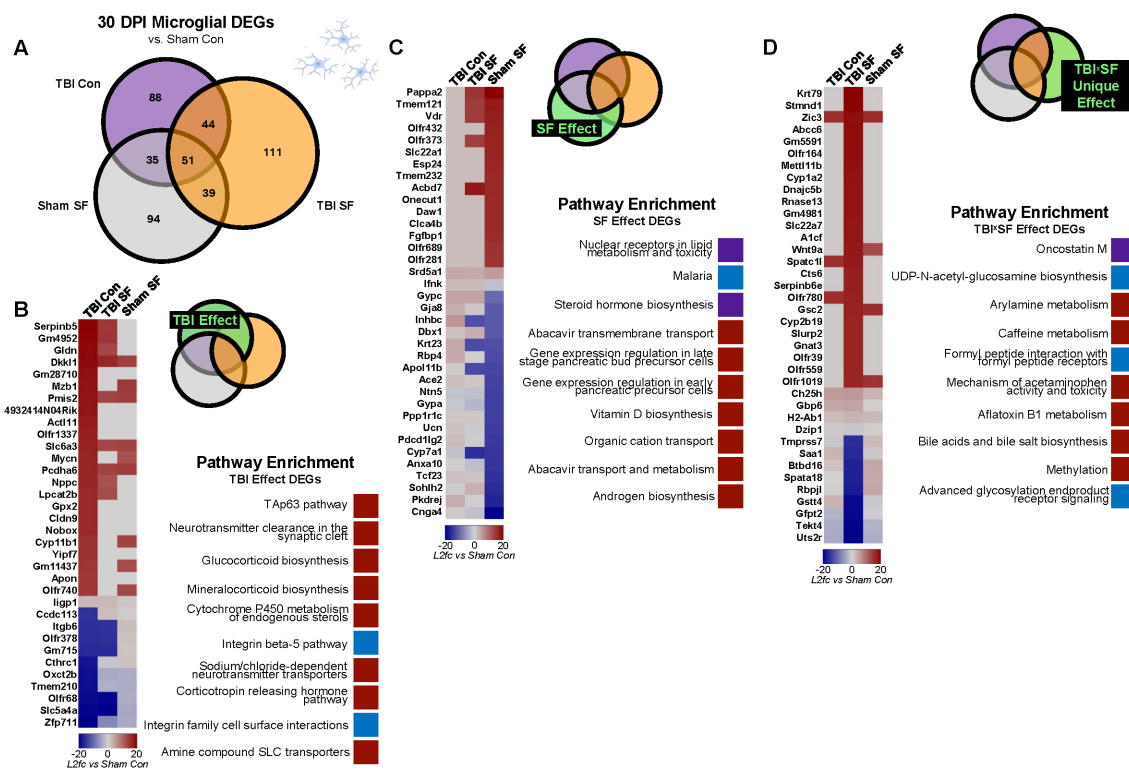 30 DPI Microglial DEGs
vs. Sham Con
A
TBI Con
88
44
35
51
111
39
94
Sham SF
TBI SF
B
TBI Con
TBI SF
Sham SF
Serpinb5
Gm4952
Gldn
Dkkl1
Gm28710
Mzb1
Pmis2
4932414N04Rik
Actl11
Olfr1337
Slc6a3
Mycn
Pcdha6
Nppc
Lpcat2b
Gpx2
Cldn9
Nobox
Cyp11b1
Yipf7
Gm11437
Apon
Olfr740
Iigp1
Ccdc113
Itgb6
Olfr378
Gm715
Cthrc1
Oxct2b
Tmem210
Olfr68
Slc5a4a
Zfp711
-20
0
20
L2fc vs Sham Con
TBI Effect
Pathway Enrichment
TBI Effect DEGs
TAp63 pathway
Neurotransmitter clearance in the
synaptic cleft
Glucocorticoid biosynthesis
Mineralocorticoid biosynthesis
Cytochrome P450 metabolism
of endogenous sterols
Integrin beta-5 pathway
Sodium/chloride-dependent
neurotransmitter transporters
Corticotropin releasing hormone
pathway
Integrin family cell surface interactions
Amine compound SLC transporters
C
TBI Con
TBI SF
Sham SF
Pappa2
Tmem121
Vdr
Olfr432
Olfr373
Slc22a1
Esp24
Tmem232
Acbd7
Onecut1
Daw1
Clca4b
Fgfbp1
Olfr689
Olfr281
Srd5a1
Ifnk
Gypc
Gja8
Inhbc
Dbx1
Krt23
Rbp4
Apol11b
Ace2
Ntn5
Gypa
Ppp1r1c
Ucn
Pdcd1lg2
Cyp7a1
Anxa10
Tcf23
Sohlh2
Pkdrej
Cnga4
-20
0
20
L2fc vs Sham Con
SF Effect
Pathway Enrichment
SF Effect DEGs
Nuclear receptors in lipid
metabolism and toxicity
Malaria
Steroid hormone biosynthesis
Abacavir transmembrane transport
Gene expression regulation in late
stage pancreatic bud precursor cells
Gene expression regulation in early
pancreatic precursor cells
Vitamin D biosynthesis
Organic cation transport
Abacavir transport and metabolism
Androgen biosynthesis
D
TBI Con
TBI SF
Sham SF
Krt79
Stmnd1
Zic3
Abcc6
Gm5591
Olfr164
Mettl11b
Cyp1a2
Dnajc5b
Rnase13
Gm4981
Slc22a7
A1cf
Wnt9a
Spatc1l
Cts6
Serpinb6e
Olfr780
Gsc2
Cyp2b19
Slurp2
Gnat3
Olfr39
Olfr559
Olfr1019
Ch25h
Gbp6
H2-Ab1
Dzip1
Tmprss7
Saa1
Btbd16
Spata18
Rbpjl
Gstt4
Gfpt2
Tekt4
Uts2r
-20
0
20
L2fc vs Sham Con
TBIxSF
Unique
Effect
Pathway Enrichment
TBIxSF Effect DEGs
Oncostatin M
UDP-N-acetyl-glucosamine biosynthesis
Arylamine metabolism
Caffeine metabolism
Formyl peptide interaction with
formyl peptide receptors
Mechanism of acetaminophen
activity and toxicity
Aflatoxin B1 metabolism
Bile acids and bile salt biosynthesis
Methylation
Advanced glycosylation endproduct
receptor signaling